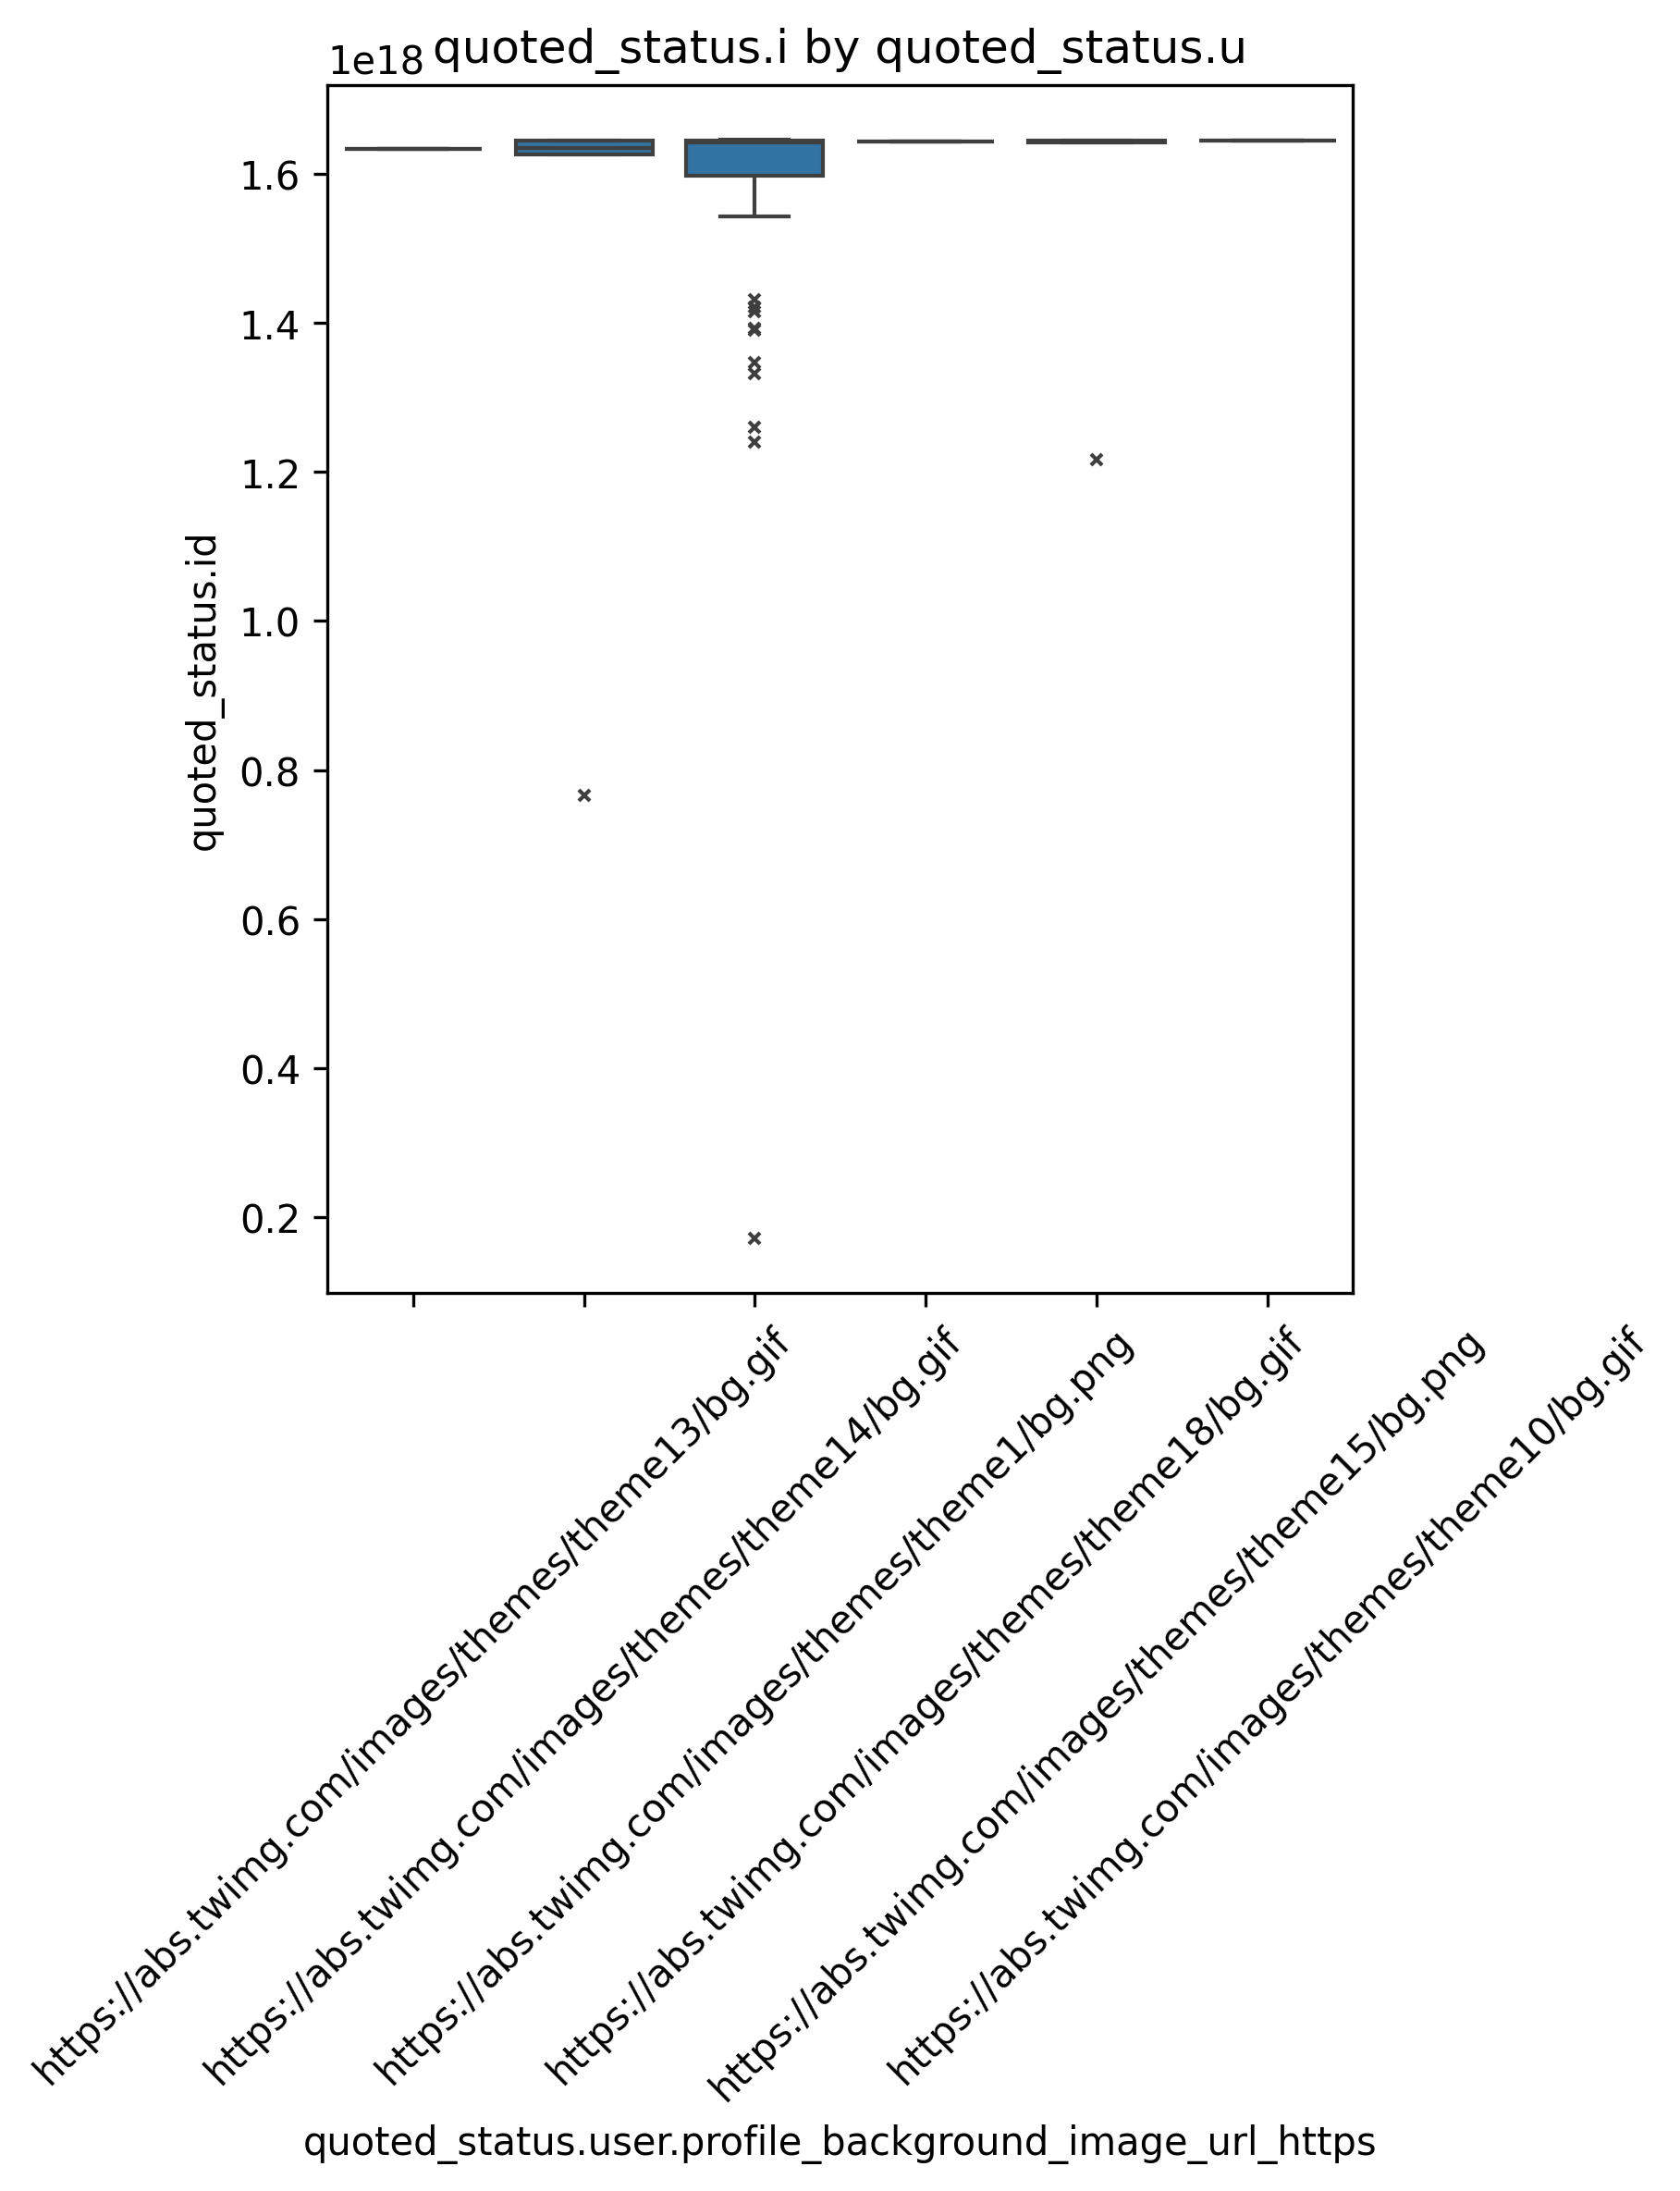 1e18
quoted_status.i by quoted_status.u
1.6
1.4
1.2
1.0
0.8
0.6
0.4
0.2
quoted_status.id
https://abs.twimg.com/images/themes/theme13/bg.gif
https://abs.twimg.com/images/themes/theme14/bg.gif
https://abs.twimg.com/images/themes/theme1/bg.png
https://abs.twimg.com/images/themes/theme18/bg.gif
https://abs.twimg.com/images/themes/theme15/bg.png
https://abs.twimg.com/images/themes/theme10/bg.gif
quoted_status.user.profile_background_image_url_https